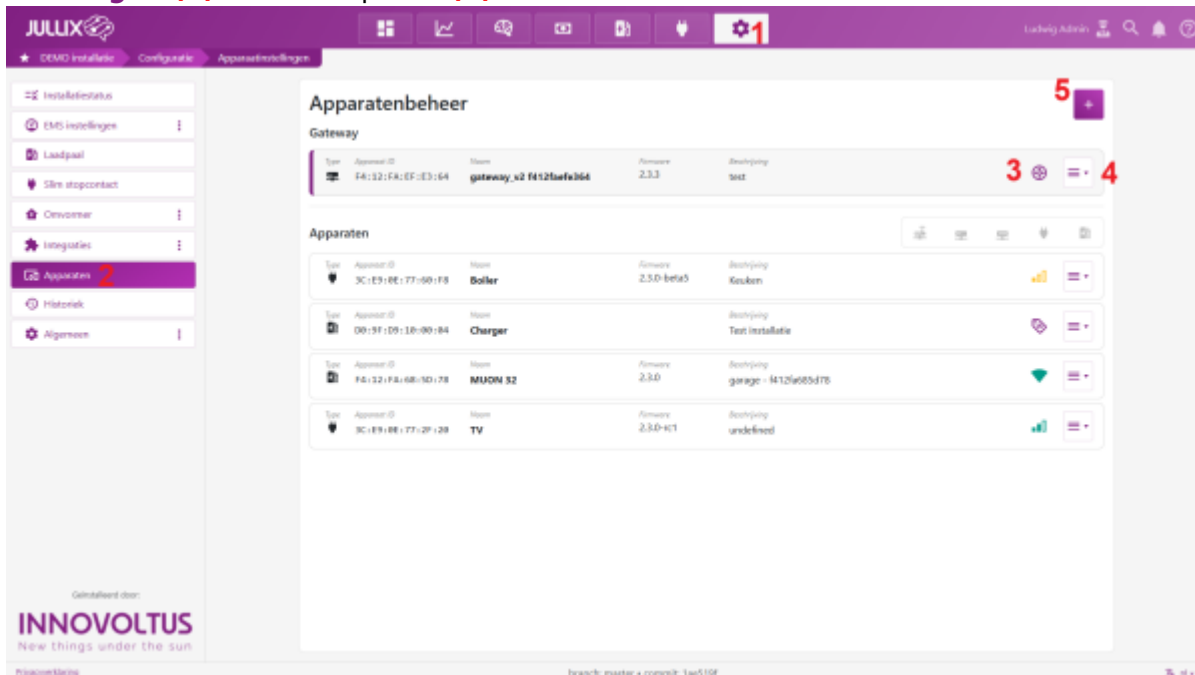 JULLIX
1
Ludwig Admin
DEMO installatie
Configuratie
Apparaatinstellingen
Installatiestatus
EMS instellingen
Laadpaal
Slim stopcontact
Omvormer
Integraties
Apparaten 2
Historiek
Algemeen
Geïnstalleerd door:
INNOVOLTUS
New things under the sun
Privacyverklaring
Apparatenbeheer
5
+
Gateway
Type Apparaat ID Naam Firmware Beschrijving
F4:12:FA:EF:E3:64 gateway_v2 f412faefe364 2.3.3 test
3
4
Apparaten
Type Apparaat ID Naam Firmware Beschrijving
3C:E9:0E:77:60:F8 Boiler 2.3.0-beta5 Keuken
Type Apparaat ID Naam Beschrijving
D0:9F:D9:10:00:04 Charger Test installatie
Type Apparaat ID Naam Firmware Beschrijving
F4:12:FA:68:5D:78 MUON 32 2.3.0 garage - f412fa685d78
Type Apparaat ID Naam Firmware Beschrijving
3C:E9:0E:77:2F:20 TV 2.3.0-rc1 undefined
branch: master • commit: 1ae519f
nl